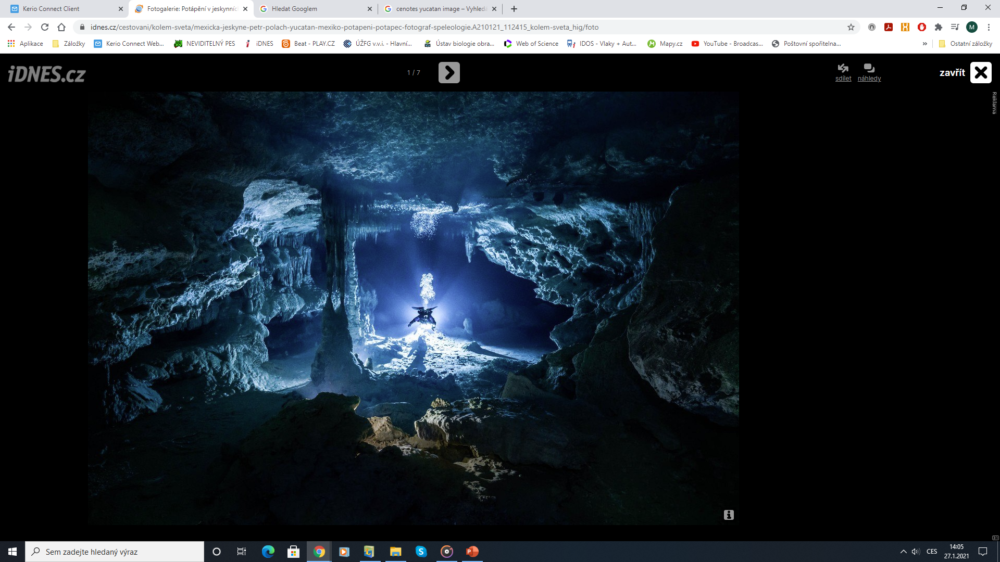 Kerio Connect Client
Fotogalerie: Potápění v jeskynníc
Hledat Googlem
cenotes yucatan image – Vyhledá
idnes.cz/cestovani/kolem-sveta/mexicka-jeskyne-petr-polach-yucatan-mexiko-potapeni-potapec-fotograf-speleologie.A210121_112415_kolem-sveta_hig/foto
M
Aplikace
Záložky
Kerio Connect Web...
NEVIDITELNÝ PES
iDNES
Beat - PLAY.CZ
ÚŽFG v.v.i. - Hlavní...
Ústav biologie obra...
Web of Science
IDOS - Vlaky + Aut...
Mapy.cz
YouTube - Broadcas...
Poštovní spořitelna...
»
Ostatní záložky
iDNES.cz
1 / 7
sdílet
náhledy
zavřít
Reklama
31
Sem zadejte hledaný výraz
CES
14:05
27.1.2021